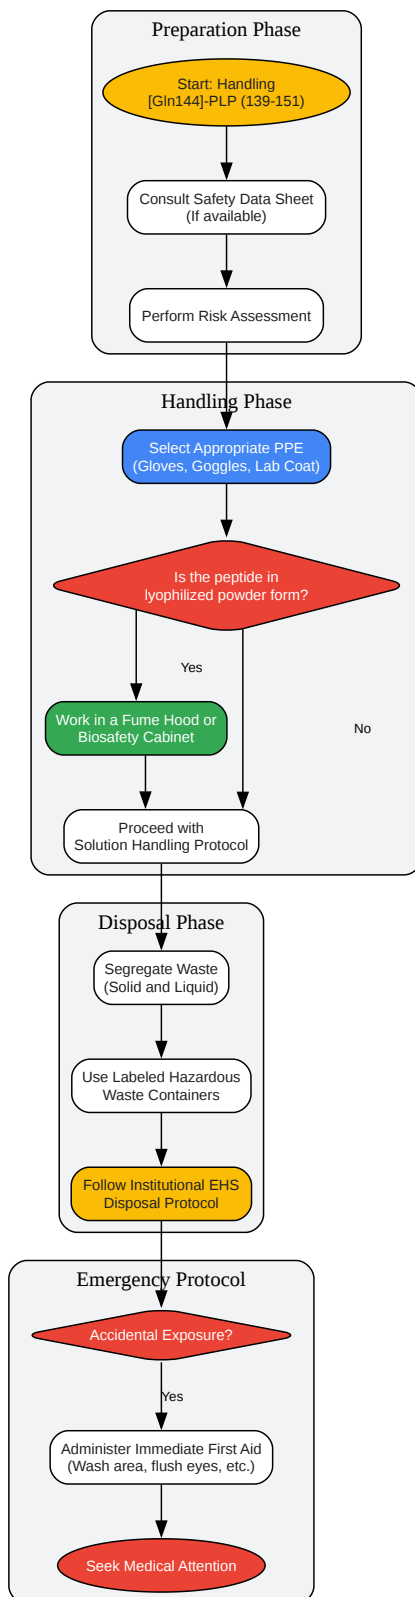 Preparation Phase
Start: Handling
[Gln144]-PLP (139-151)
Consult Safety Data Sheet
(If available)
Perform Risk Assessment
Handling Phase
Select Appropriate PPE
(Gloves, Goggles, Lab Coat)
Is the peptide in
lyophilized powder form?
Yes
Work in a Fume Hood or
Biosafety Cabinet
No
Proceed with
Solution Handling Protocol
Disposal Phase
Segregate Waste
(Solid and Liquid)
Use Labeled Hazardous
Waste Containers
Follow Institutional EHS
Disposal Protocol
Emergency Protocol
Accidental Exposure?
Yes
Administer Immediate First Aid
(Wash area, flush eyes, etc.)
Seek Medical Attention